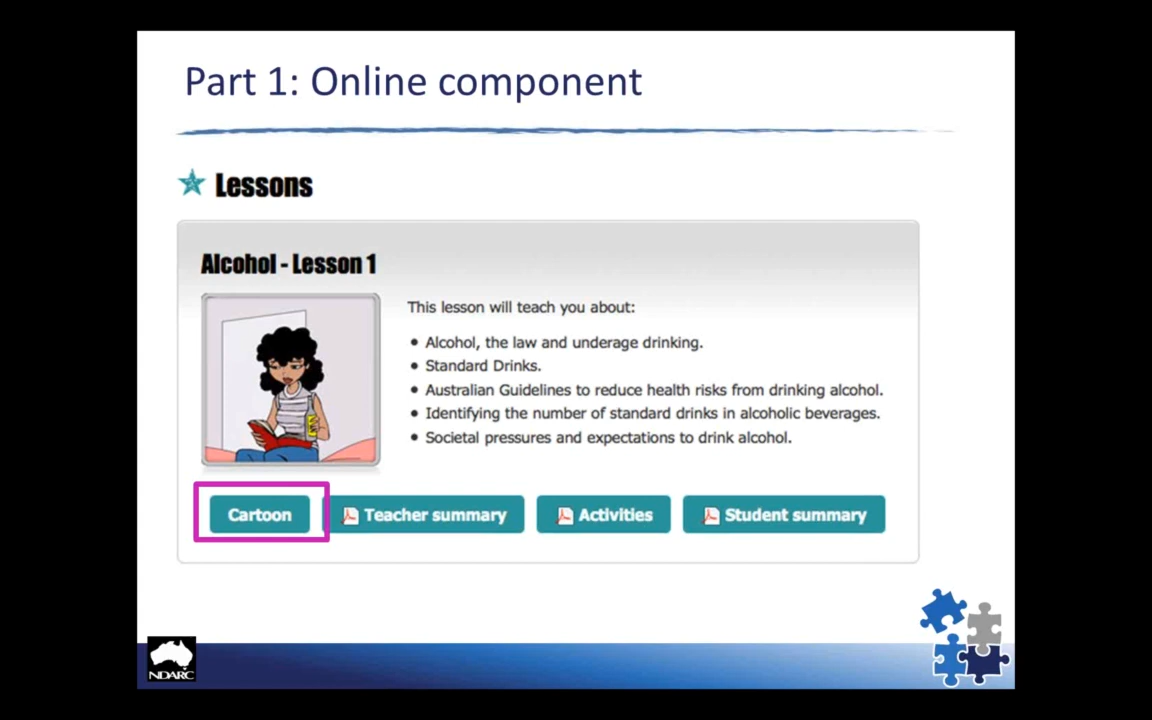 Part 1: Online component
Lessons
Alcohol - Lesson 1
This lesson will teach you about:
• Alcohol, the law and underage drinking.
• Standard Drinks.
• Australian Guidelines to reduce health risks from drinking alcohol.
• Identifying the number of standard drinks in alcoholic beverages.
• Societal pressures and expectations to drink alcohol.
Cartoon Teacher summary Activities Student summary
NDARC